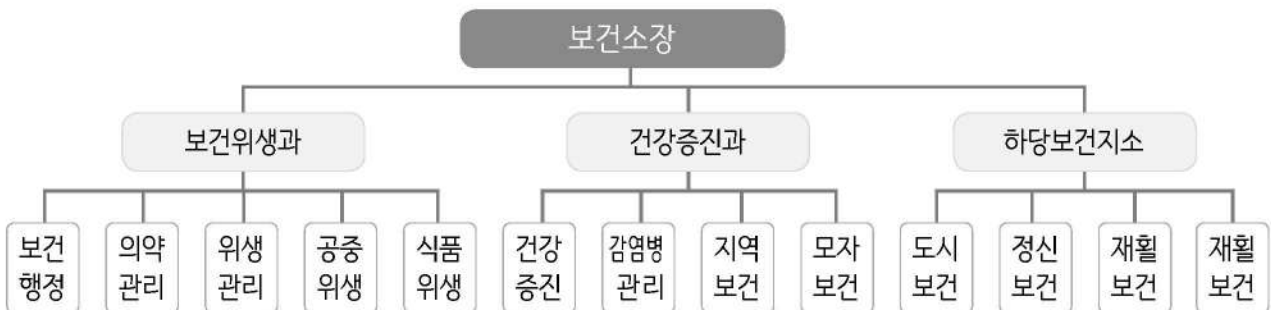 보건소장
보건위생과
건강증진과
하당보건지소
보건
행정
의약
관리
위생
관리
공중
위생
식품
위생
건강
증진
감염병
관리
지역
보건
모자
보건
도시
보건
정신
보건
재횔
보건
재횔
보건